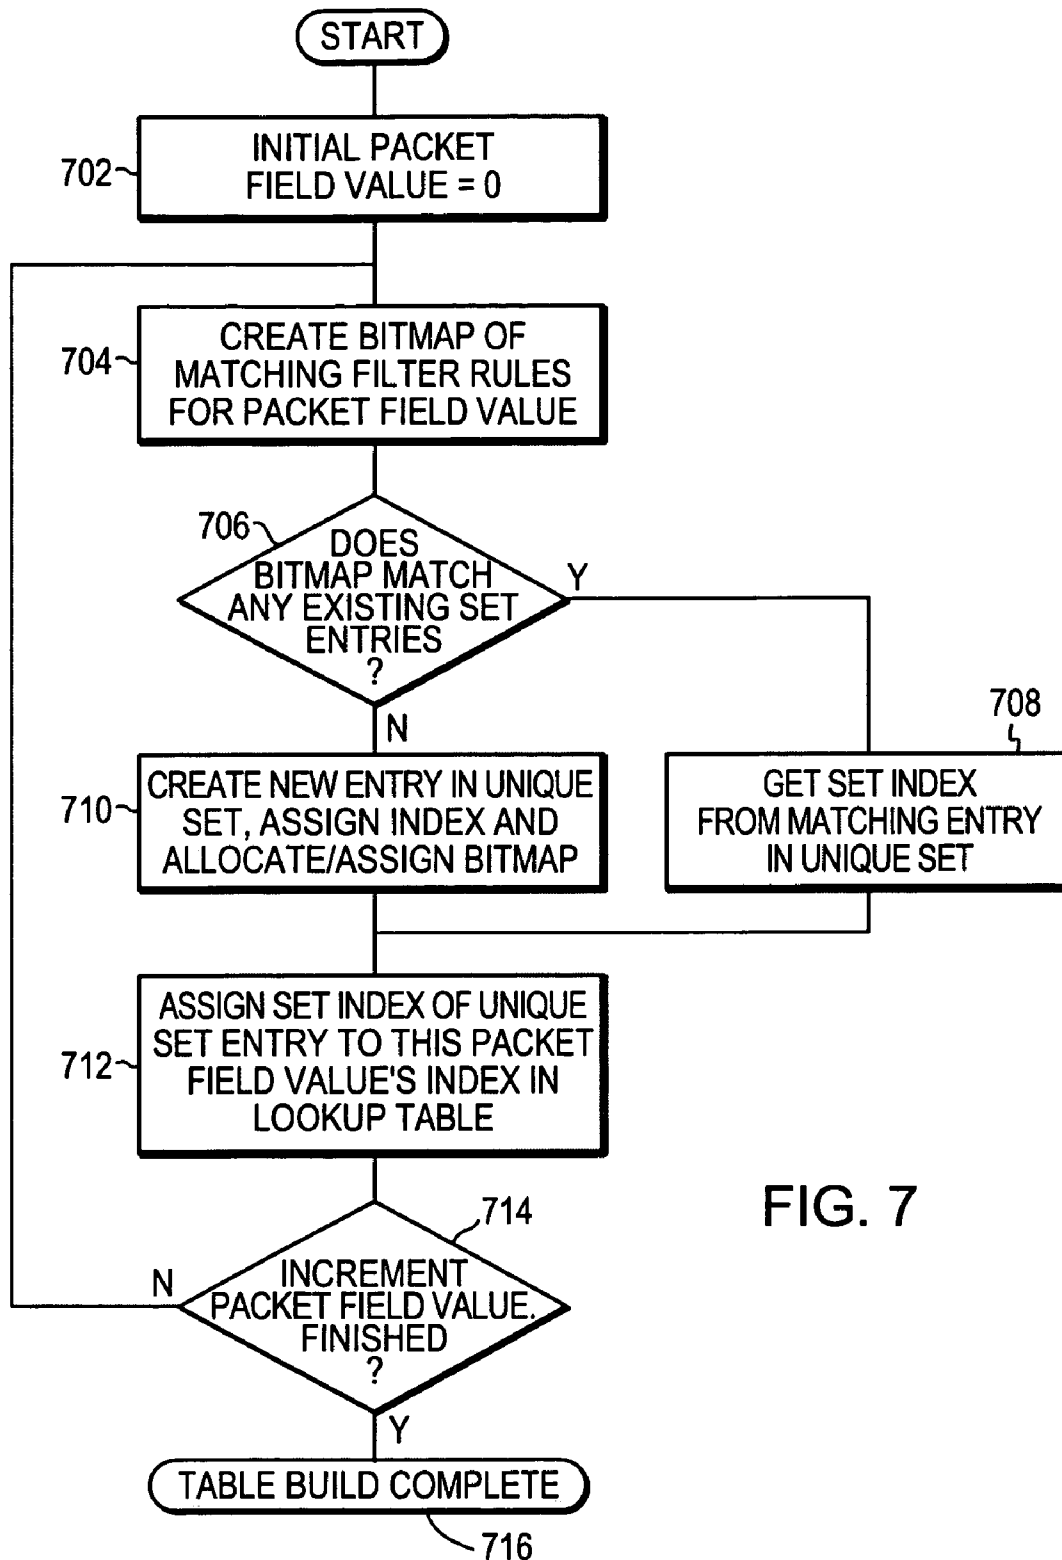 START
702
INITIAL PACKET
FIELD VALUE = 0
704
CREATE BITMAP OF
MATCHING FILTER RULES
FOR PACKET FIELD VALUE
706
DOES
BITMAP MATCH
ANY EXISTING SET
ENTRIES
?
Y
N
708
GET SET INDEX
FROM MATCHING ENTRY
IN UNIQUE SET
710
CREATE NEW ENTRY IN UNIQUE
SET, ASSIGN INDEX AND
ALLOCATE/ASSIGN BITMAP
712
ASSIGN SET INDEX OF UNIQUE
SET ENTRY TO THIS PACKET
FIELD VALUE'S INDEX IN
LOOKUP TABLE
714
INCREMENT
PACKET FIELD VALUE.
FINISHED
?
N
Y
TABLE BUILD COMPLETE
716
FIG. 7